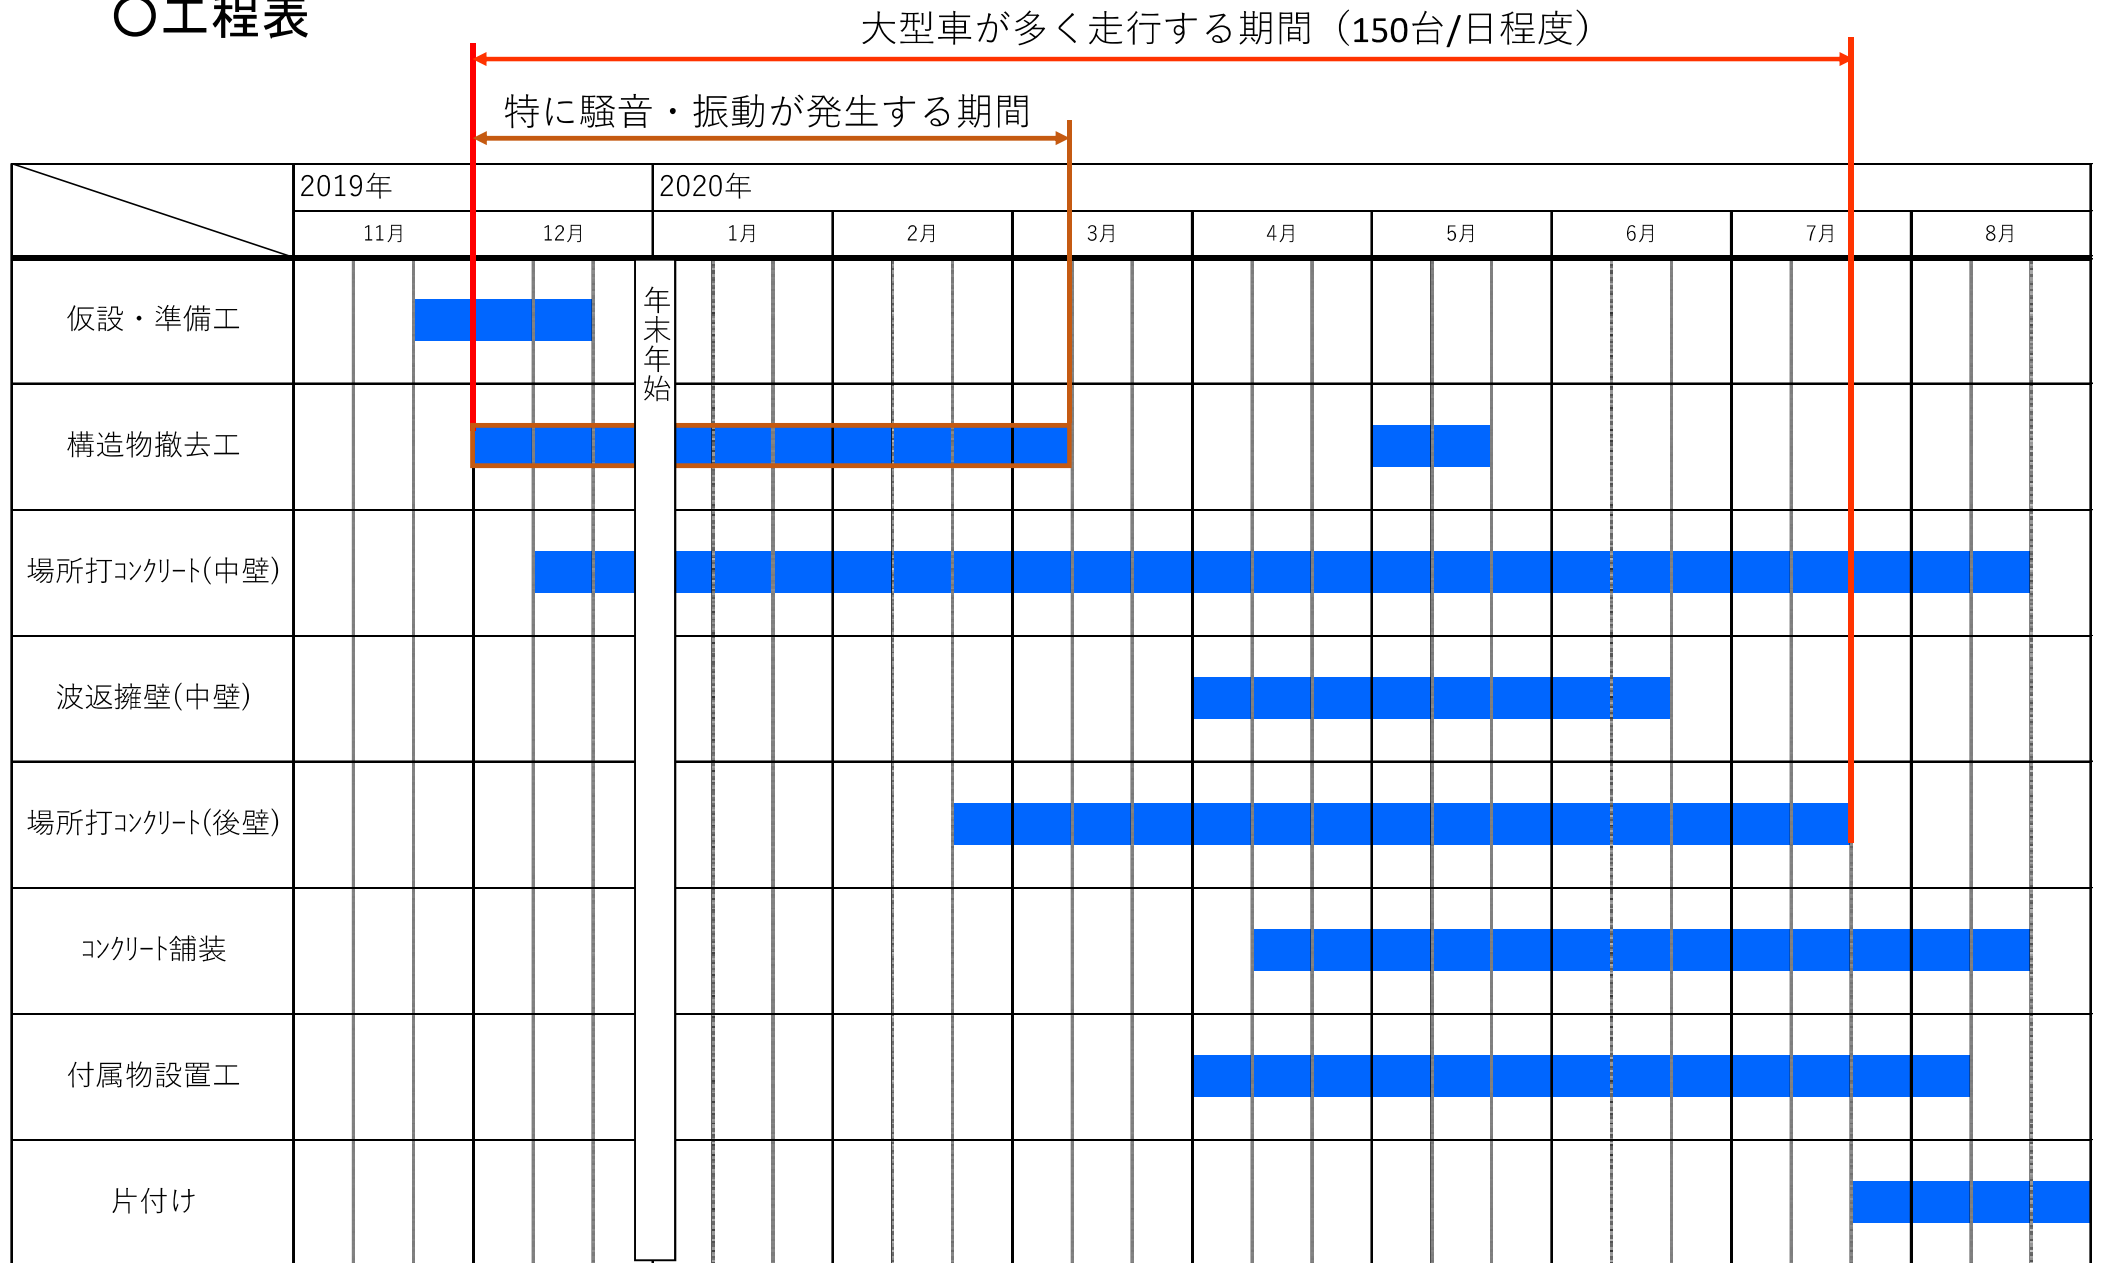 〇工程表
大型車が多く走行する期間（150台/日程度）
特に騒音・振動が発生する期間
2019年 2020年
11月 12月 1月 2月 3月 4月 5月 6月 7月 8月
年末年始
仮設・準備工
構造物撤去工
場所打ｺﾝｸﾘｰﾄ(中壁)
波返擁壁(中壁)
場所打ｺﾝｸﾘｰﾄ(後壁)
ｺﾝｸﾘｰﾄ舗装
付属物設置工
片付け